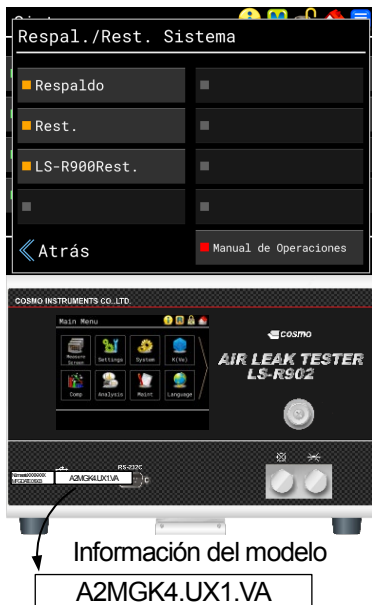 Respal./Rest. Sistema
Respaldo
Rest.
LS-R900Rest.
Atrás
Manual de Operaciones
COSMO INSTRUMENTS CO.,LTD.
Main Menu
Measure Screen
Settings
System
K(Ve)
Comp
Analysis
Maint
Language
COSMO
AIR LEAK TESTER
LS-R902
RS-232C
A2MGK4.UX1.VA
Información del modelo
A2MGK4.UX1.VA